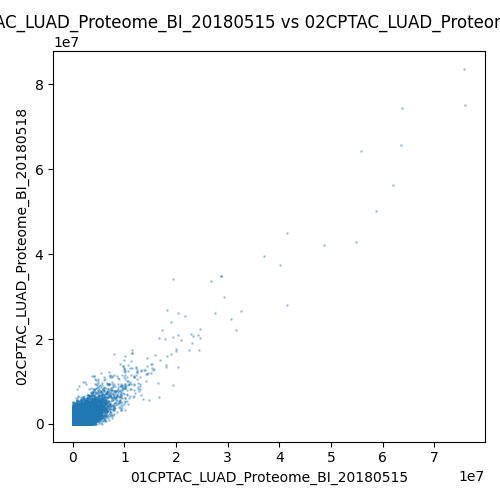 AC_LUAD_Proteome_BI_20180515 vs 02CPTAC_LUAD_Proteom
1e7
8
6
4
2
0
02CPTAC_LUAD_Proteome_BI_20180518
0 1 2 3 4 5 6 7
01CPTAC_LUAD_Proteome_BI_20180515 1e7